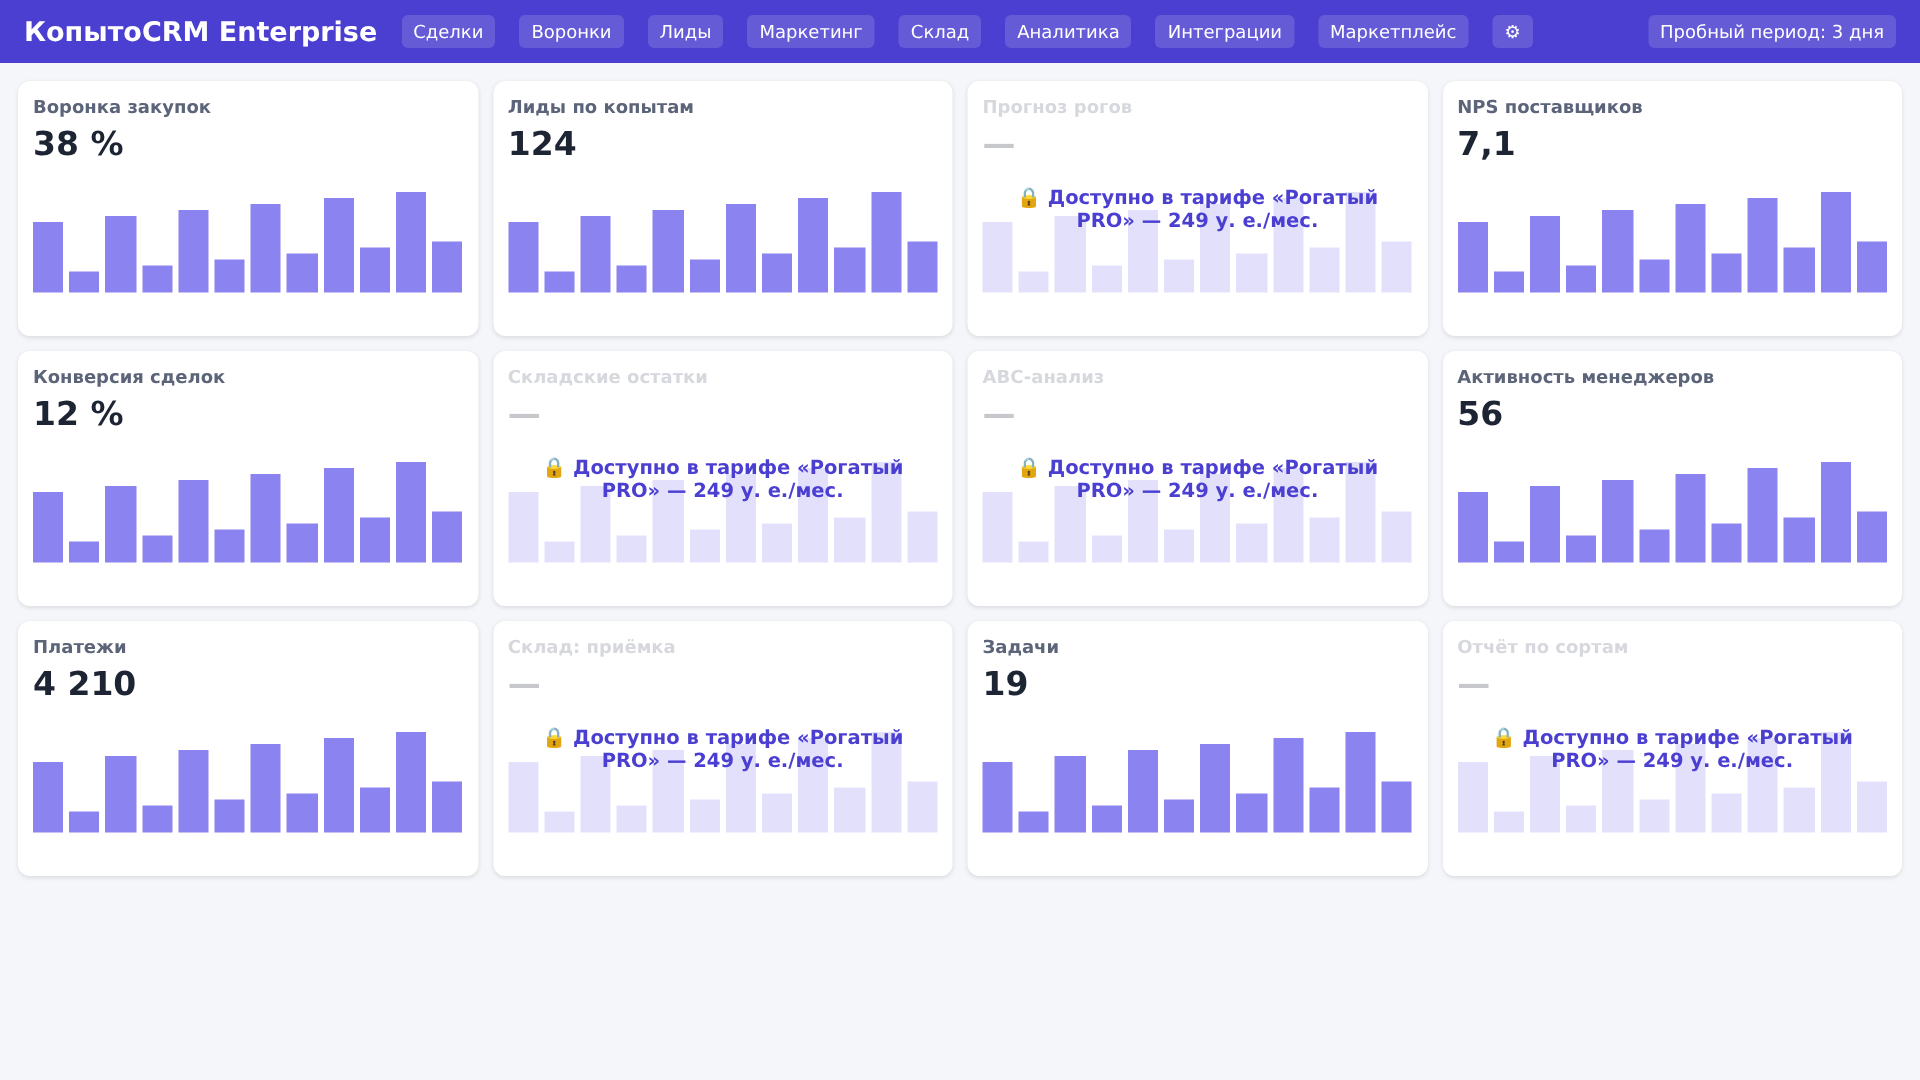 КопытоCRM Enterprise Сделки Воронки Лиды Маркетинг Склад Аналитика Интеграции Маркетплейс ⚙ Пробный период: 3 дня
Воронка закупок
38 %
Лиды по копытам
124
Прогноз рогов
—
🔒 Доступно в тарифе «Рогатый
PRO» — 249 у. е./мес.
NPS поставщиков
7,1
Конверсия сделок
12 %
Складские остатки
—
🔒 Доступно в тарифе «Рогатый
PRO» — 249 у. е./мес.
ABC-анализ
—
🔒 Доступно в тарифе «Рогатый
PRO» — 249 у. е./мес.
Активность менеджеров
56
Платежи
4 210
Склад: приёмка
—
🔒 Доступно в тарифе «Рогатый
PRO» — 249 у. е./мес.
Задачи
19
Отчёт по сортам
—
🔒 Доступно в тарифе «Рогатый
PRO» — 249 у. е./мес.